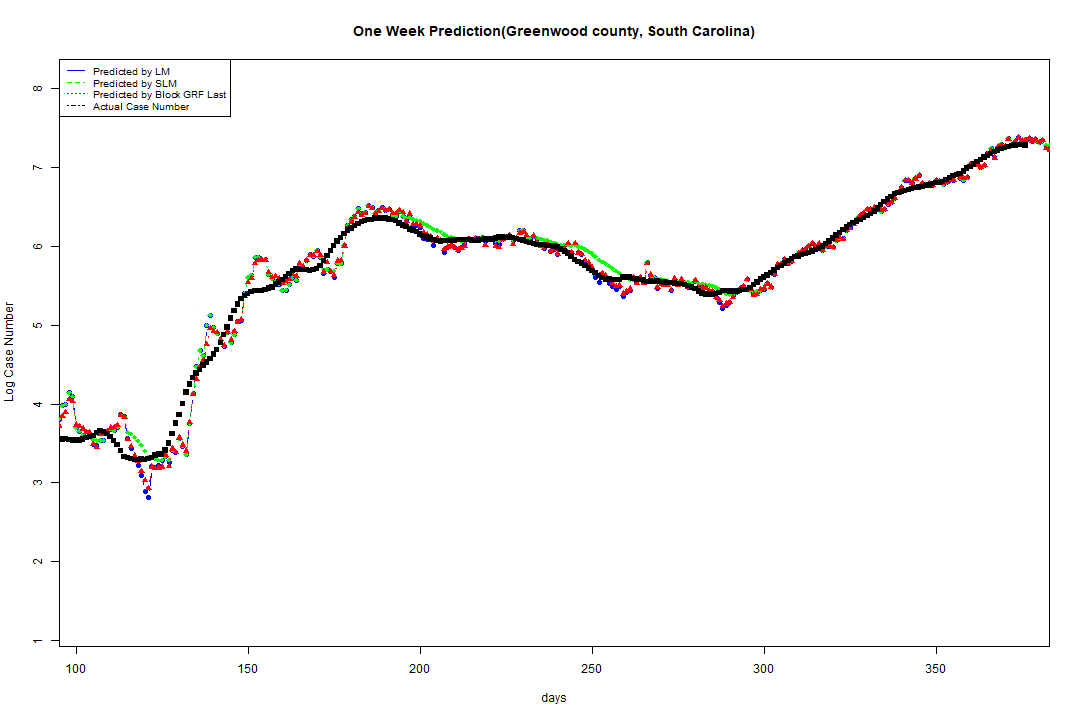 One Week Prediction(Greenwood county, South Carolina)
Predicted by LM
Predicted by SLM
Predicted by Block GRF Last
Actual Case Number
8
7
6
5
4
3
2
1
Log Case Number
100 150 200 250 300 350
days